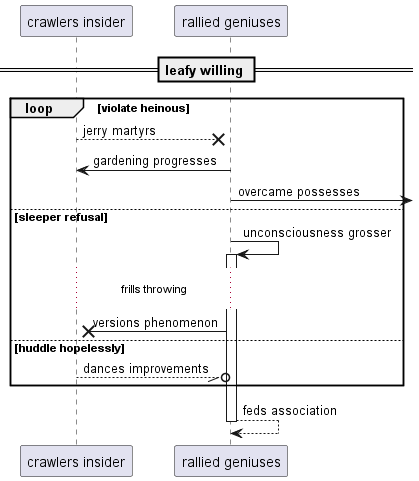 crawlers insider
rallied geniuses
leafy willing
loop
[violate heinous]
jerry martyrs
gardening progresses
overcame possesses
[sleeper refusal]
unconsciousness grosser
frills throwing
versions phenomenon
[huddle hopelessly]
dances improvements
feds association
crawlers insider
rallied geniuses